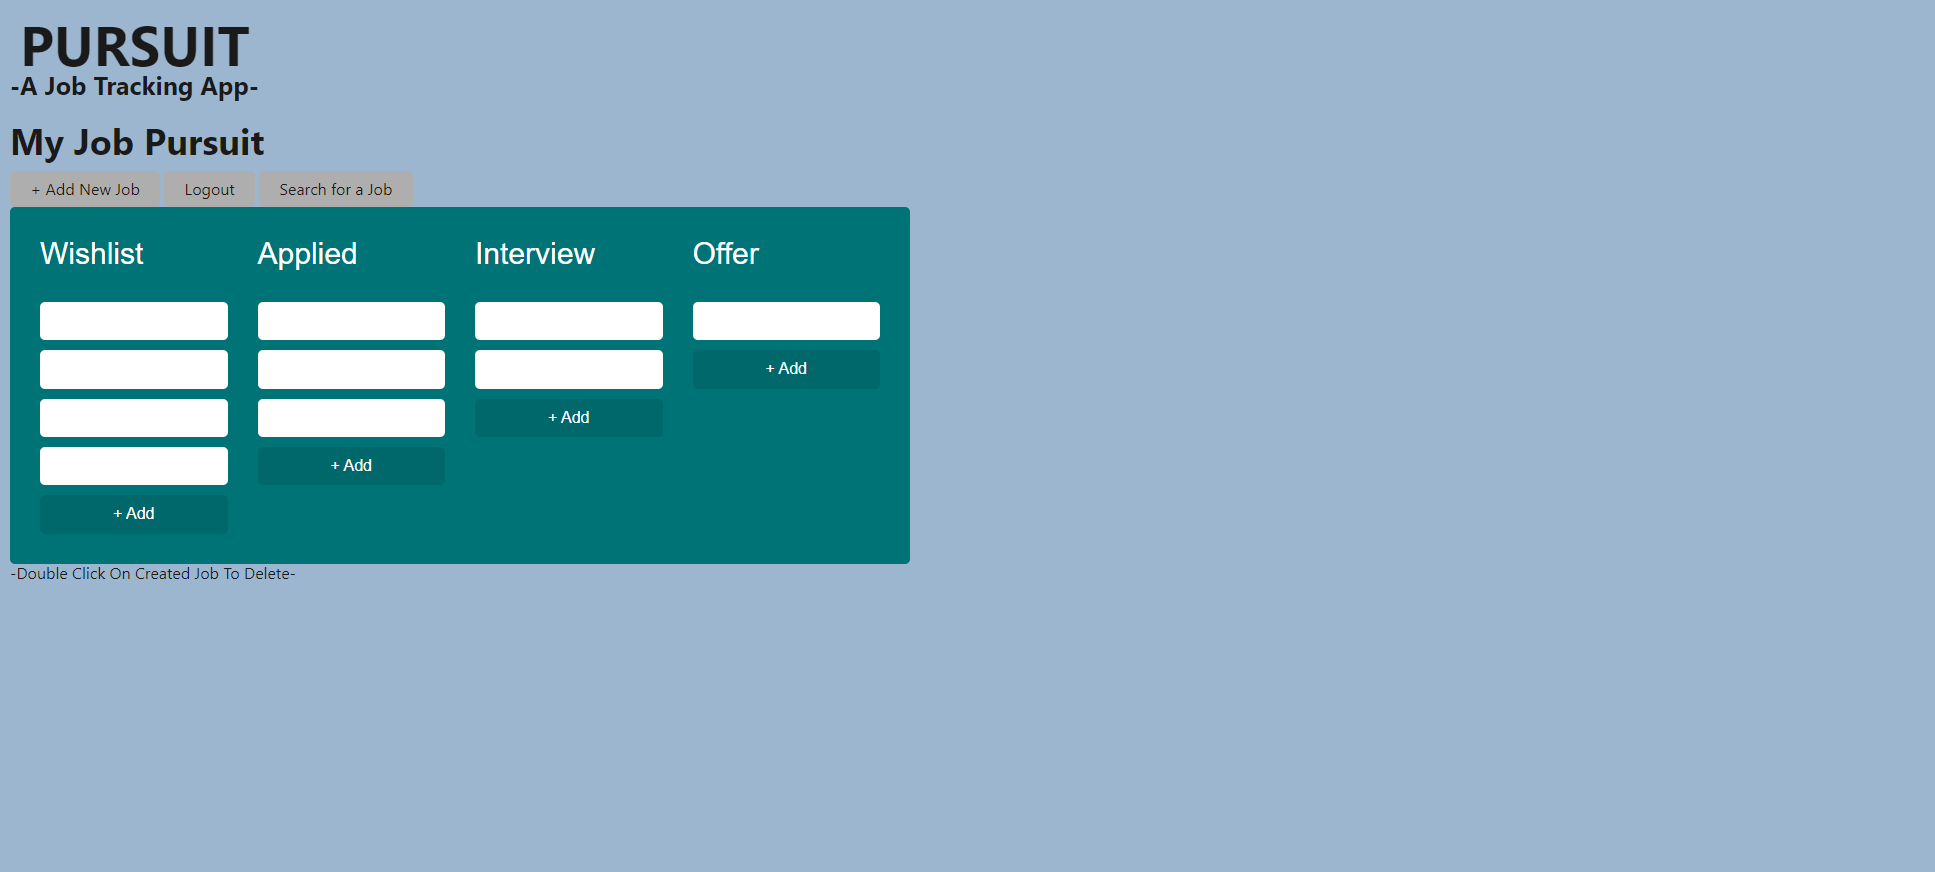 PURSUIT
-A Job Tracking App-
My Job Pursuit
+ Add New Job Logout Search for a Job
Wishlist Applied Interview Offer
+ Add
+ Add
+ Add
+ Add
-Double Click On Created Job To Delete-